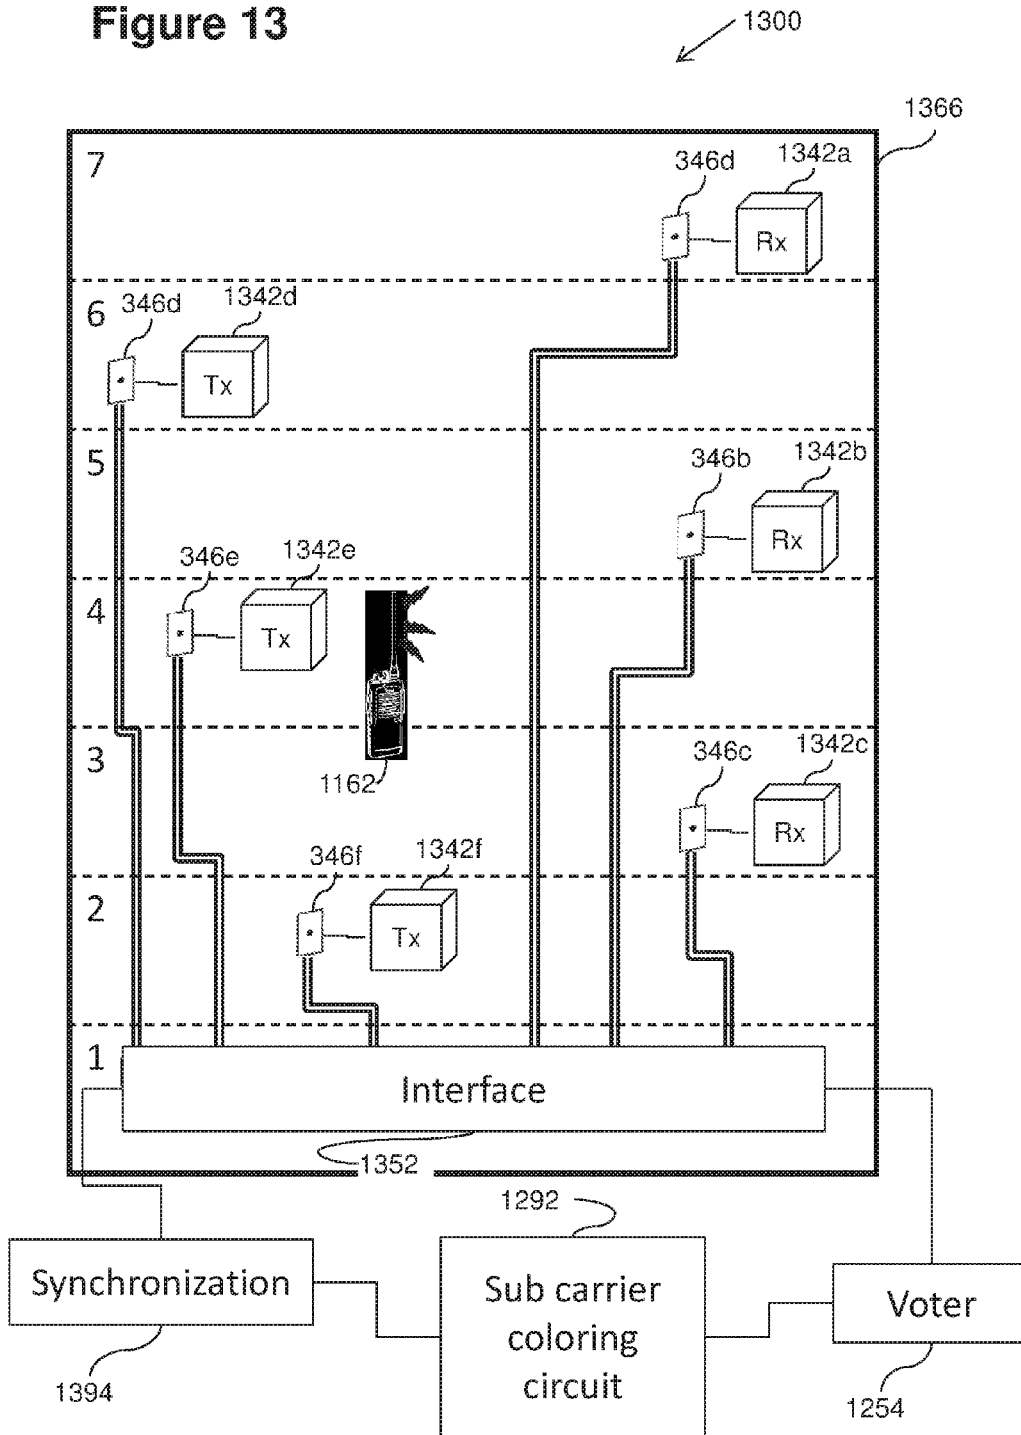 Figure 13
1300
1366
7
346d
1342a
Rx
6
346d
1342d
Tx
5
346b
1342b
Rx
346e
1342e
4
Tx
3
1162
346c
1342c
Rx
346f
1342f
2
Tx
1
Interface
1352
1292
Synchronization
Sub carrier
coloring
circuit
Voter
1394
1254